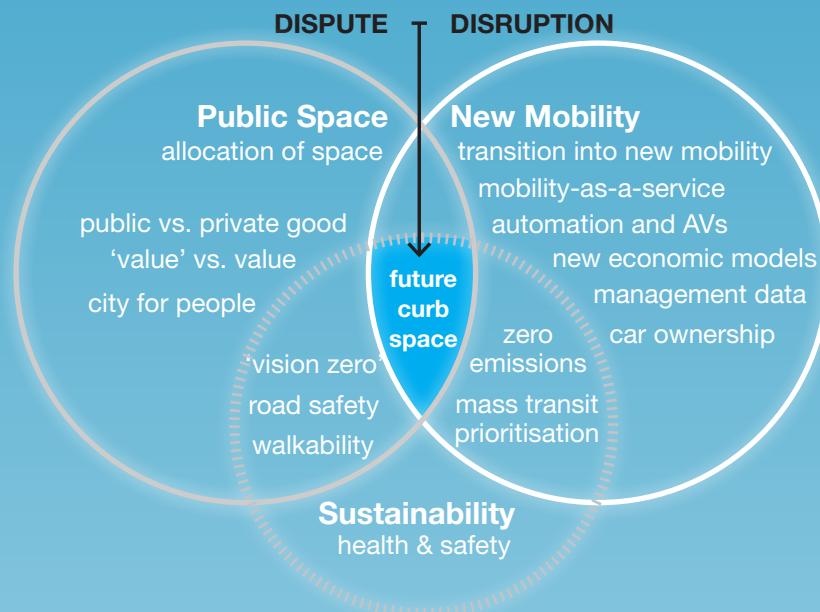 DISPUTE
DISRUPTION
Public Space
allocation of space
public vs. private good
‘value’ vs. value
city for people
New Mobility
transition into new mobility
mobility-as-a-service
automation and AVs
new economic models
management data
car ownership
future
curb
space
‘vision zero’
road safety
walkability
zero
emissions
mass transit
prioritisation
Sustainability
health & safety